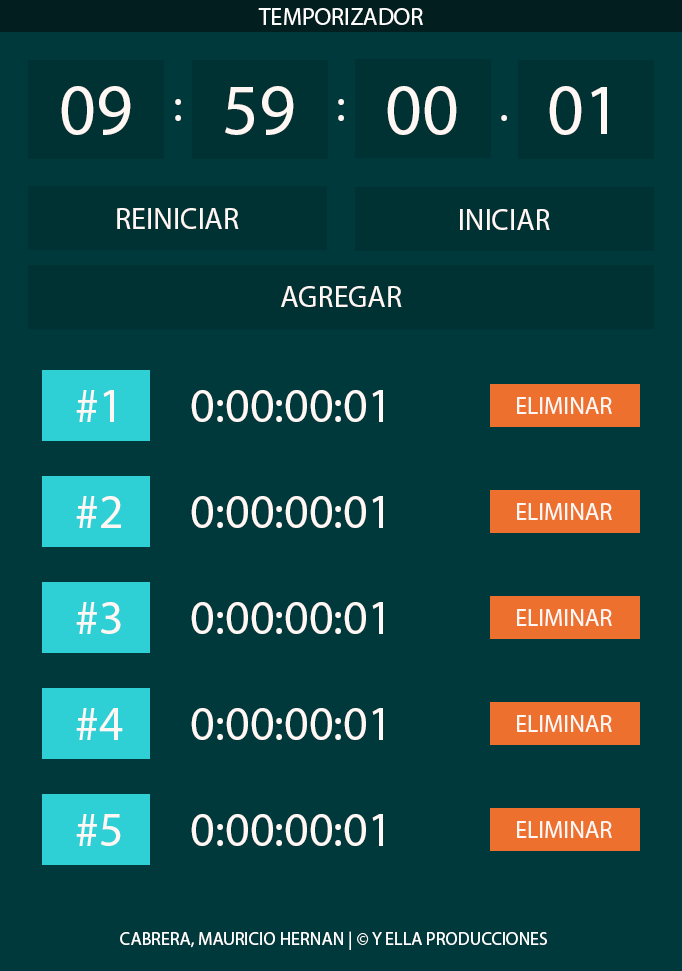 TEMPORIZADOR
09 : 59 : 00 . 01
REINICIAR INICIAR
AGREGAR
#1 0:00:00:01 ELIMINAR
#2 0:00:00:01 ELIMINAR
#3 0:00:00:01 ELIMINAR
#4 0:00:00:01 ELIMINAR
#5 0:00:00:01 ELIMINAR
CABRERA, MAURICIO HERNAN | © Y ELLA PRODUCCIONES